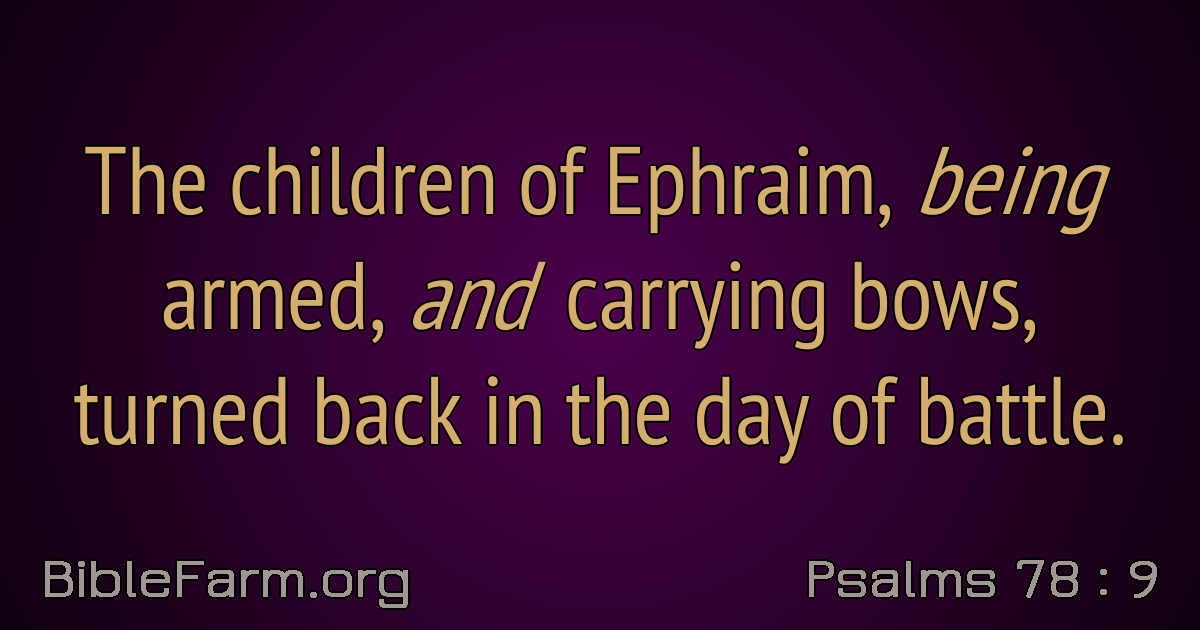 The children of Ephraim, being
armed, and carrying bows,
turned back in the day of battle.
BibleFarm.org
Psalms 78 : 9